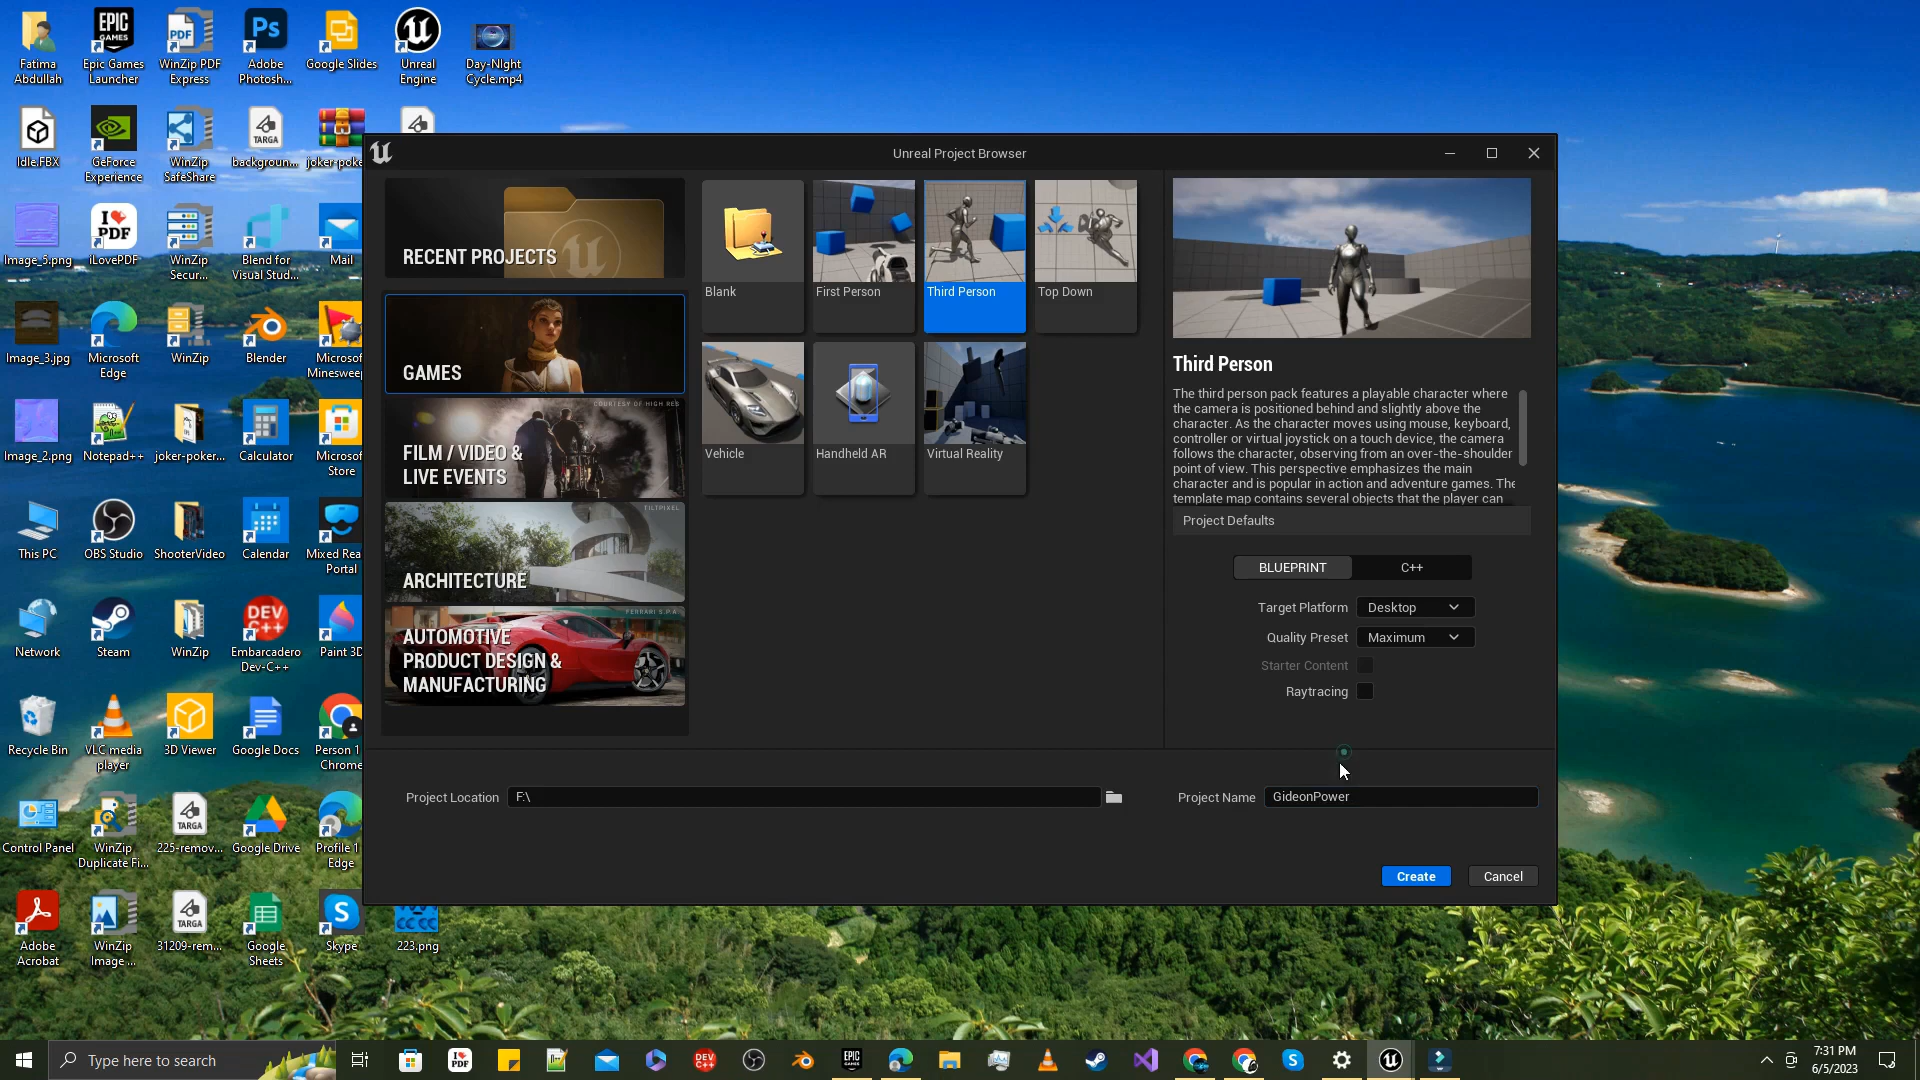 Fatima
Abdullah
Epic Games
Launcher
WinZip PDF
Express
Adobe
Photosh...
Google Slides
Unreal
Engine
Day-NIght
Cycle.mp4
Idle.FBX
GeForce
Experience
WinZip
SafeShare
TARGA
backgroun...
joker-poke
Image_5.png
iLovePDF
WinZip
Secur...
Blend for
Visual Stud...
Mail
Image_3.jpg
Microsoft
Edge
WinZip
Blender
Microsof
Mineswee
Image_2.png
Notepad++
joker-poker...
Calculator
Microsof
Store
This PC
OBS Studio
ShooterVideo
Calendar
Mixed Rea
Portal
Network
Steam
WinZip
Embarcadero
Dev-C++
Paint 3D
Recycle Bin
VLC media
player
3D Viewer
Google Docs
Person 1
Chrome
Control Panel
WinZip
Duplicate Fi...
TARGA
225-remov...
Google Drive
Profile 1
Edge
Adobe
Acrobat
WinZip
Image ...
TARGA
31209-rem...
Google
Sheets
Skype
223.png
Unreal Project Browser
RECENT PROJECTS
GAMES
COURTESY OF HIGH RES
FILM / VIDEO &
LIVE EVENTS
TILTPIXEL
ARCHITECTURE
FERRARI S.P.A
AUTOMOTIVE
PRODUCT DESIGN &
MANUFACTURING
Blank
First Person
Third Person
Top Down
Vehicle
Handheld AR
Virtual Reality
Third Person
The third person pack features a playable character where
the camera is positioned behind and slightly above the
character. As the character moves using mouse, keyboard,
controller or virtual joystick on a touch device, the camera
follows the character, observing from an over-the-shoulder
point of view. This perspective emphasizes the main
character and is popular in action and adventure games. The
template map contains several objects that the player can
Project Defaults
BLUEPRINT
C++
Target Platform
Desktop
Quality Preset
Maximum
Starter Content
Raytracing
Project Location
F:\
Project Name
GideonPower
Create
Cancel
Type here to search
7:31 PM
6/5/2023